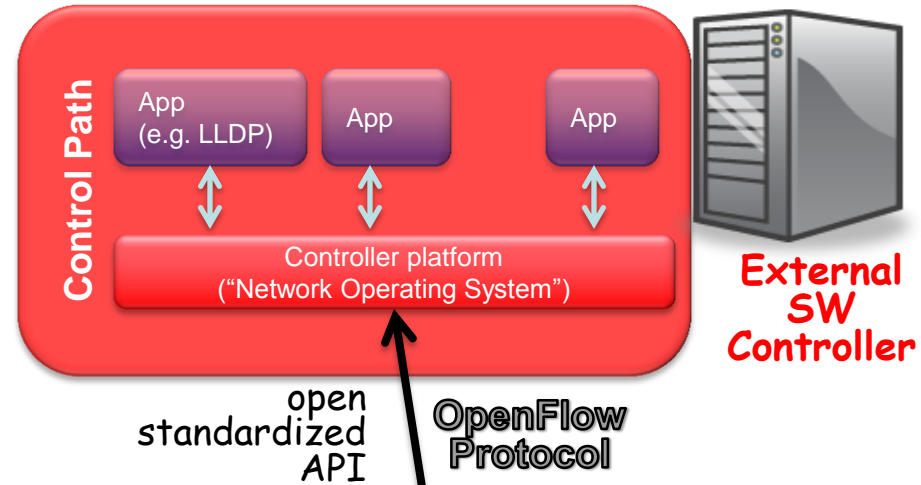 Control Path
App
(e.g. LLDP)
App
App
Controller platform
(“Network Operating System”)
External
SW
Controller
open
standardized
API
OpenFlow
Protocol